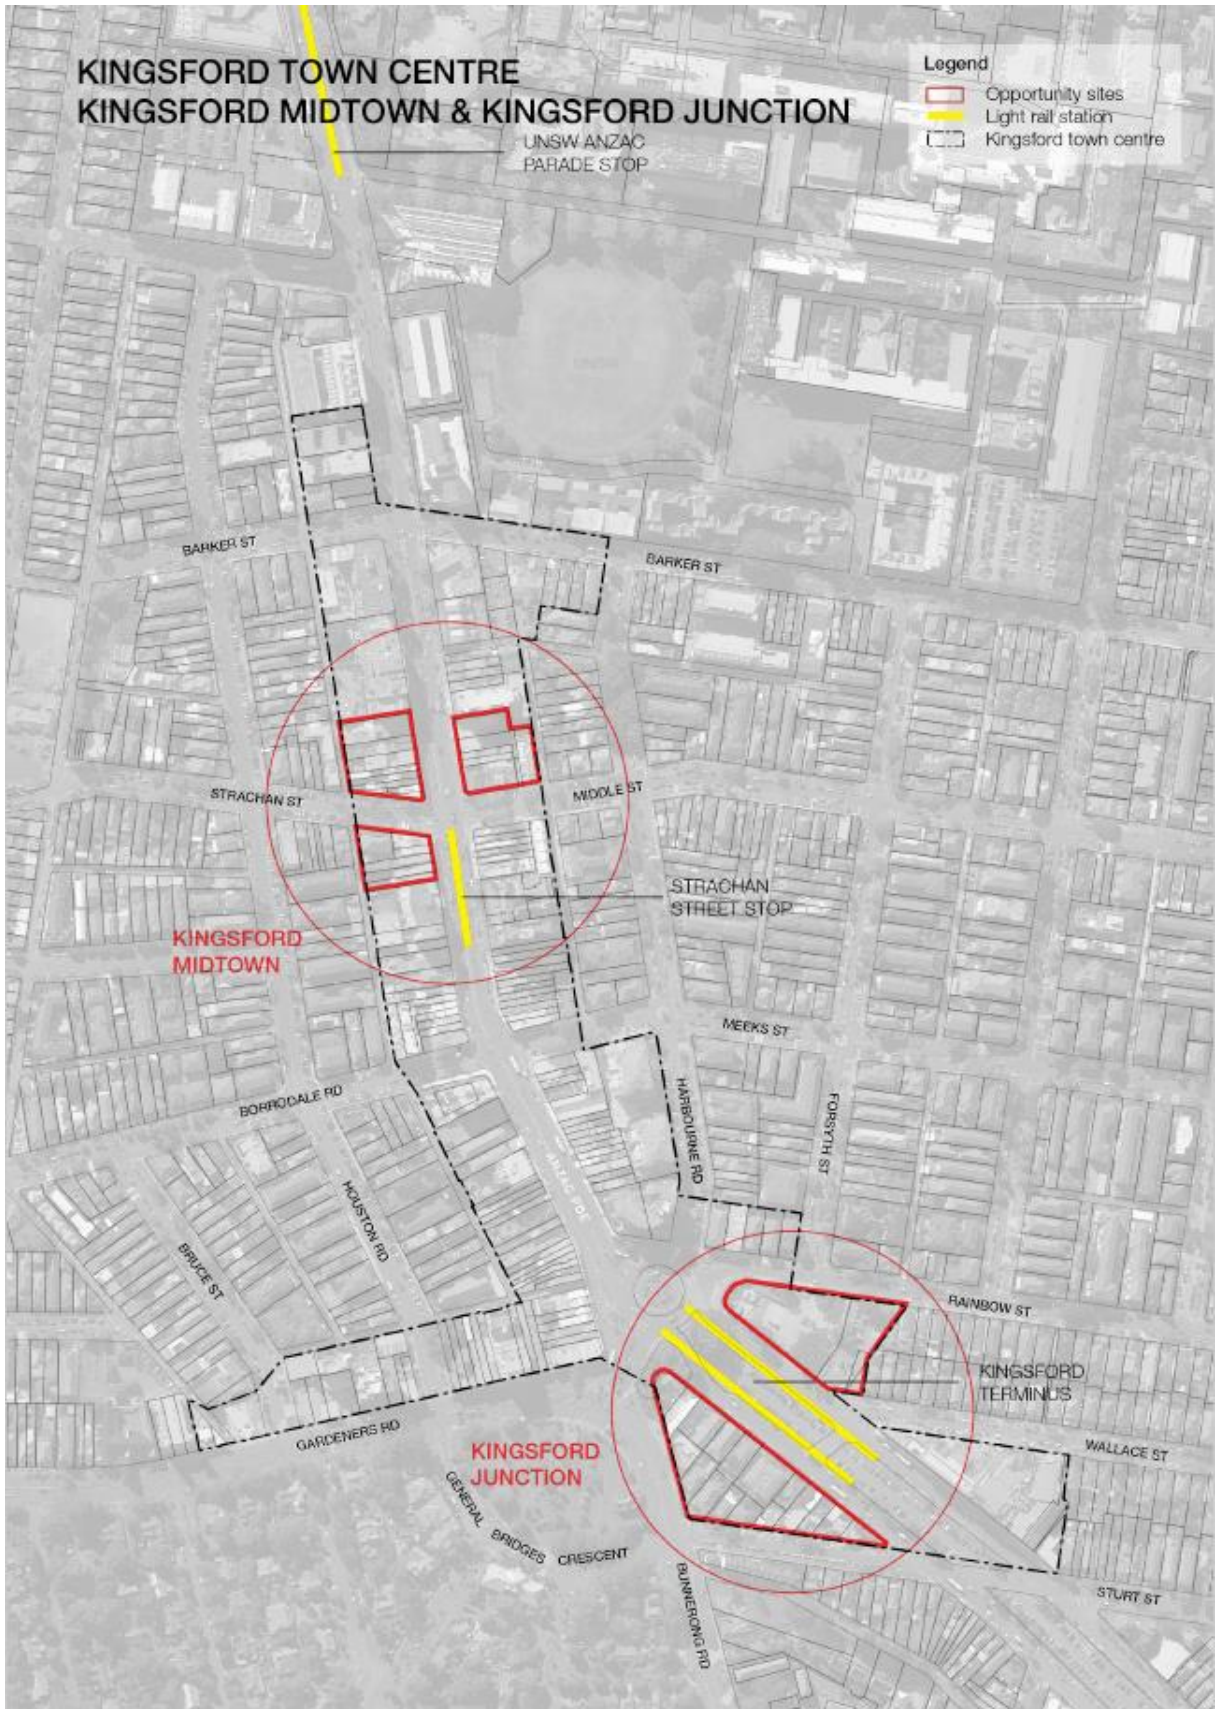 KINGSFORD TOWN CENTRE
KINGSFORD MIDTOWN & KINGSFORD JUNCTION
Legend
Opportunity sites
Light rail station
Kingsford town centre
UNSW ANZAC
PARADE STOP
BARKER ST
BARKER ST
STRACHAN ST
MIDDLE ST
STRACHAN
STREET STOP
KINGSFORD
MIDTOWN
MEEKS ST
BORRODALE RD
HARBOURNE RD
FORSYTH ST
ANZAC PDE
HOUSTON RD
BRUCE ST
RAINBOW ST
KINGSFORD
TERMINUS
GARDENERS RD
KINGSFORD
JUNCTION
WALLACE ST
GENERAL BRIDGES CRESCENT
BUNNERONG RD
STURT ST